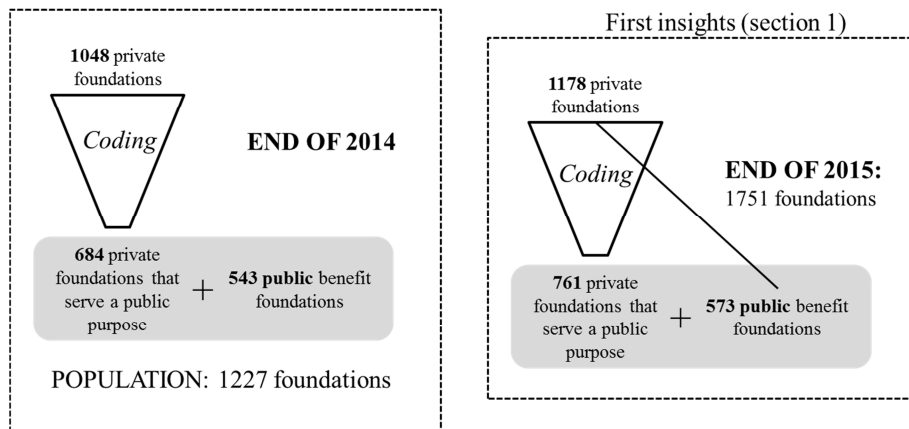 1048 private
foundations
Coding
END OF 2014
684 private
foundations that
serve a public
purpose
+
543 public benefit
foundations
POPULATION: 1227 foundations
First insights (section 1)
1178 private
foundations
Coding
END OF 2015:
1751 foundations
761 private
foundations that
serve a public
purpose
+
573 public benefit
foundations